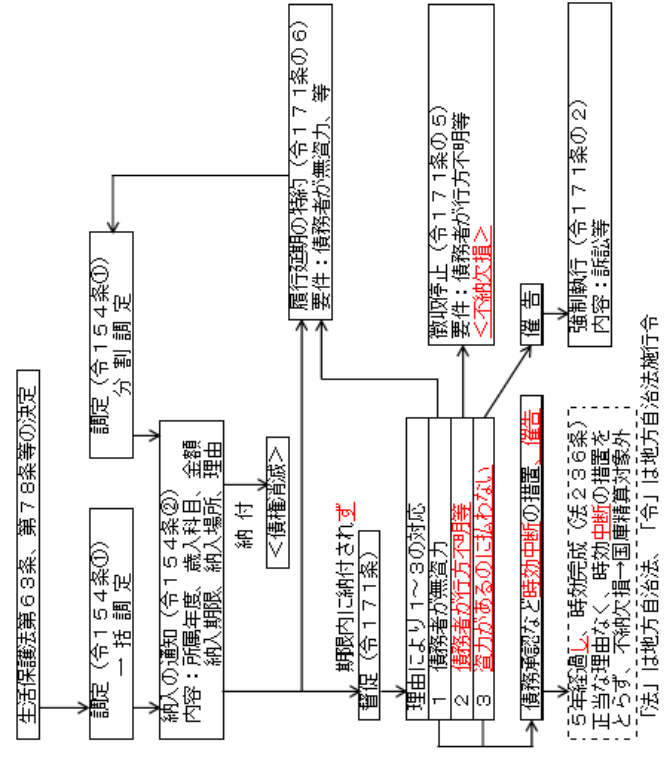 生活保護法第６３条、第７８条等の決定
調定（令１５４条①）
一括調定
調定（令１５４条①）
分割調定
納入の通知（令１５４条②）
内容：所属年度、歳入科目、金額
納入期限、納入場所、理由
納付
＜債権消滅＞
履行延期の特約（令１７１条の６）
要件：債務者が無資力、等
期限内に納付されず
督促（令１７１条）
理由により１～３の対応
１　債務者が無資力
２　債務者が行方不明等
３　資力があるのに払わない
徴収停止（令１７１条の５）
要件：債務者が行方不明等
＜不納欠損＞
債務承認など時効中断の措置、催告
催告
強制執行（令１７１条の２）
内容：訴訟等
５年経過し、時効完成（法２３６条）
正当な理由なく、時効中断の措置を
とらず、不納欠損→国庫精算対象外
「法」は地方自治法、「令」は地方自治法施行令